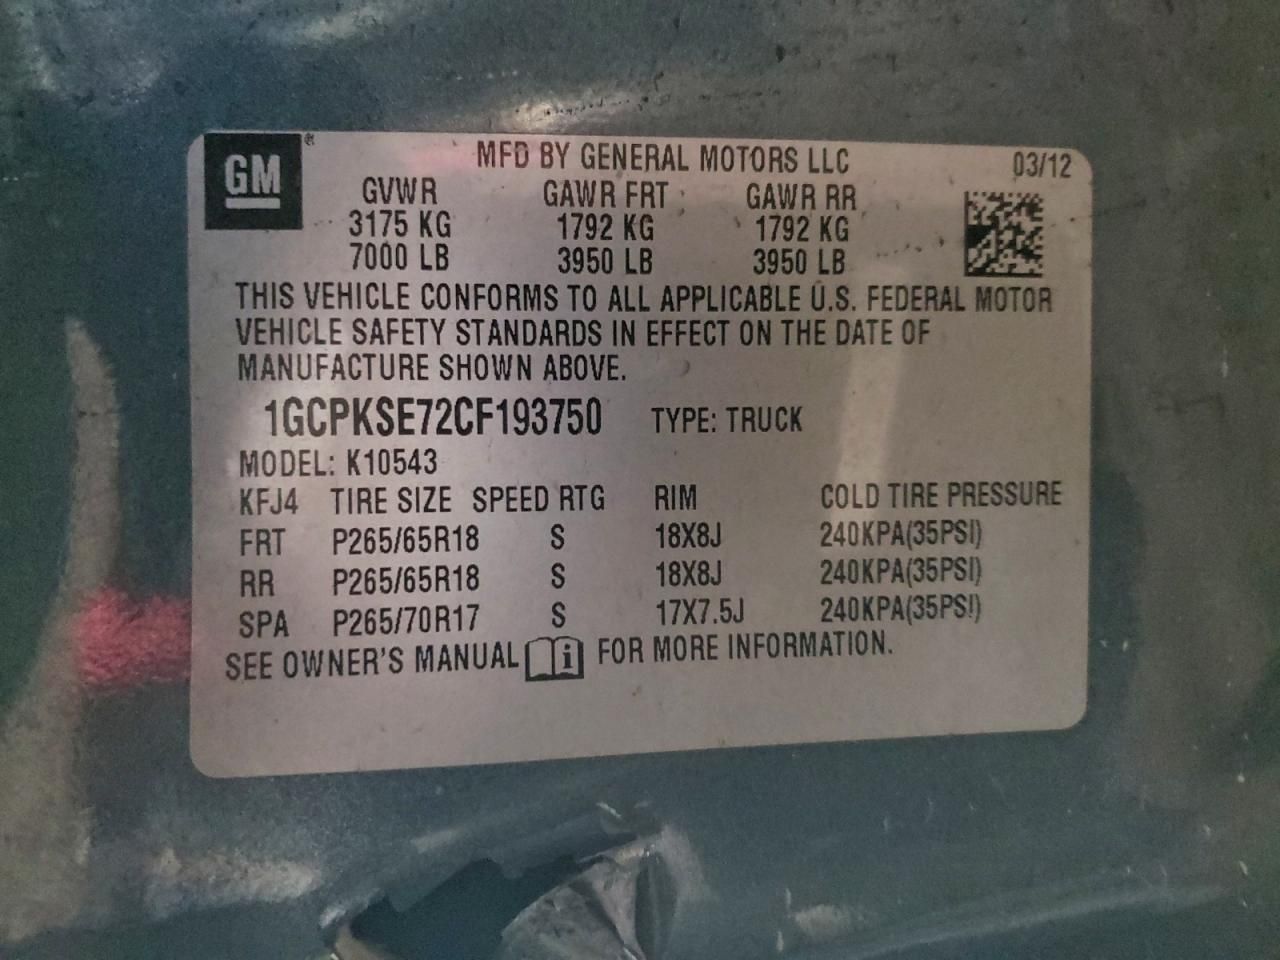 GM®
MFD BY GENERAL MOTORS LLC 03/12
GVWR GAWR FRT GAWR RR
3175 KG 1792 KG 1792 KG
7000 LB 3950 LB 3950 LB
THIS VEHICLE CONFORMS TO ALL APPLICABLE U.S. FEDERAL MOTOR
VEHICLE SAFETY STANDARDS IN EFFECT ON THE DATE OF
MANUFACTURE SHOWN ABOVE.
1GCPKSE72CF193750 TYPE: TRUCK
MODEL: K10543
KFJ4 TIRE SIZE SPEED RTG RIM COLD TIRE PRESSURE
FRT P265/65R18 S 18X8J 240KPA(35PSI)
RR P265/65R18 S 18X8J 240KPA(35PSI)
SPA P265/70R17 S 17X7.5J 240KPA(35PSI)
SEE OWNER'S MANUAL i FOR MORE INFORMATION.